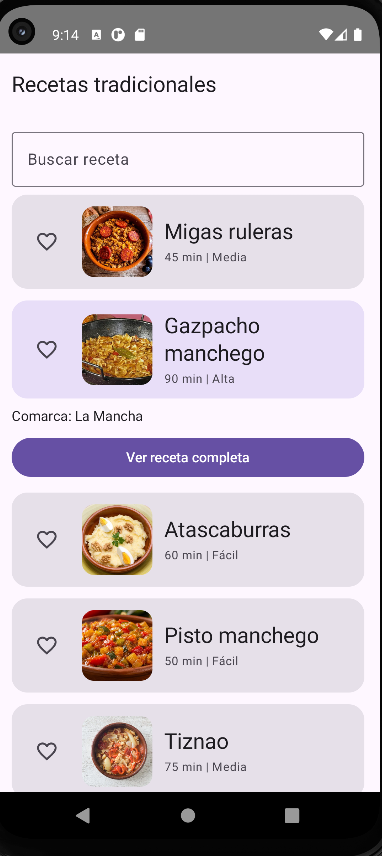 9:14
Recetas tradicionales
Buscar receta
Migas ruleras
45 min | Media
Gazpacho
manchego
90 min | Alta
Comarca: La Mancha
Ver receta completa
Atascaburras
60 min | Fácil
Pisto manchego
50 min | Fácil
Tiznao
75 min | Media